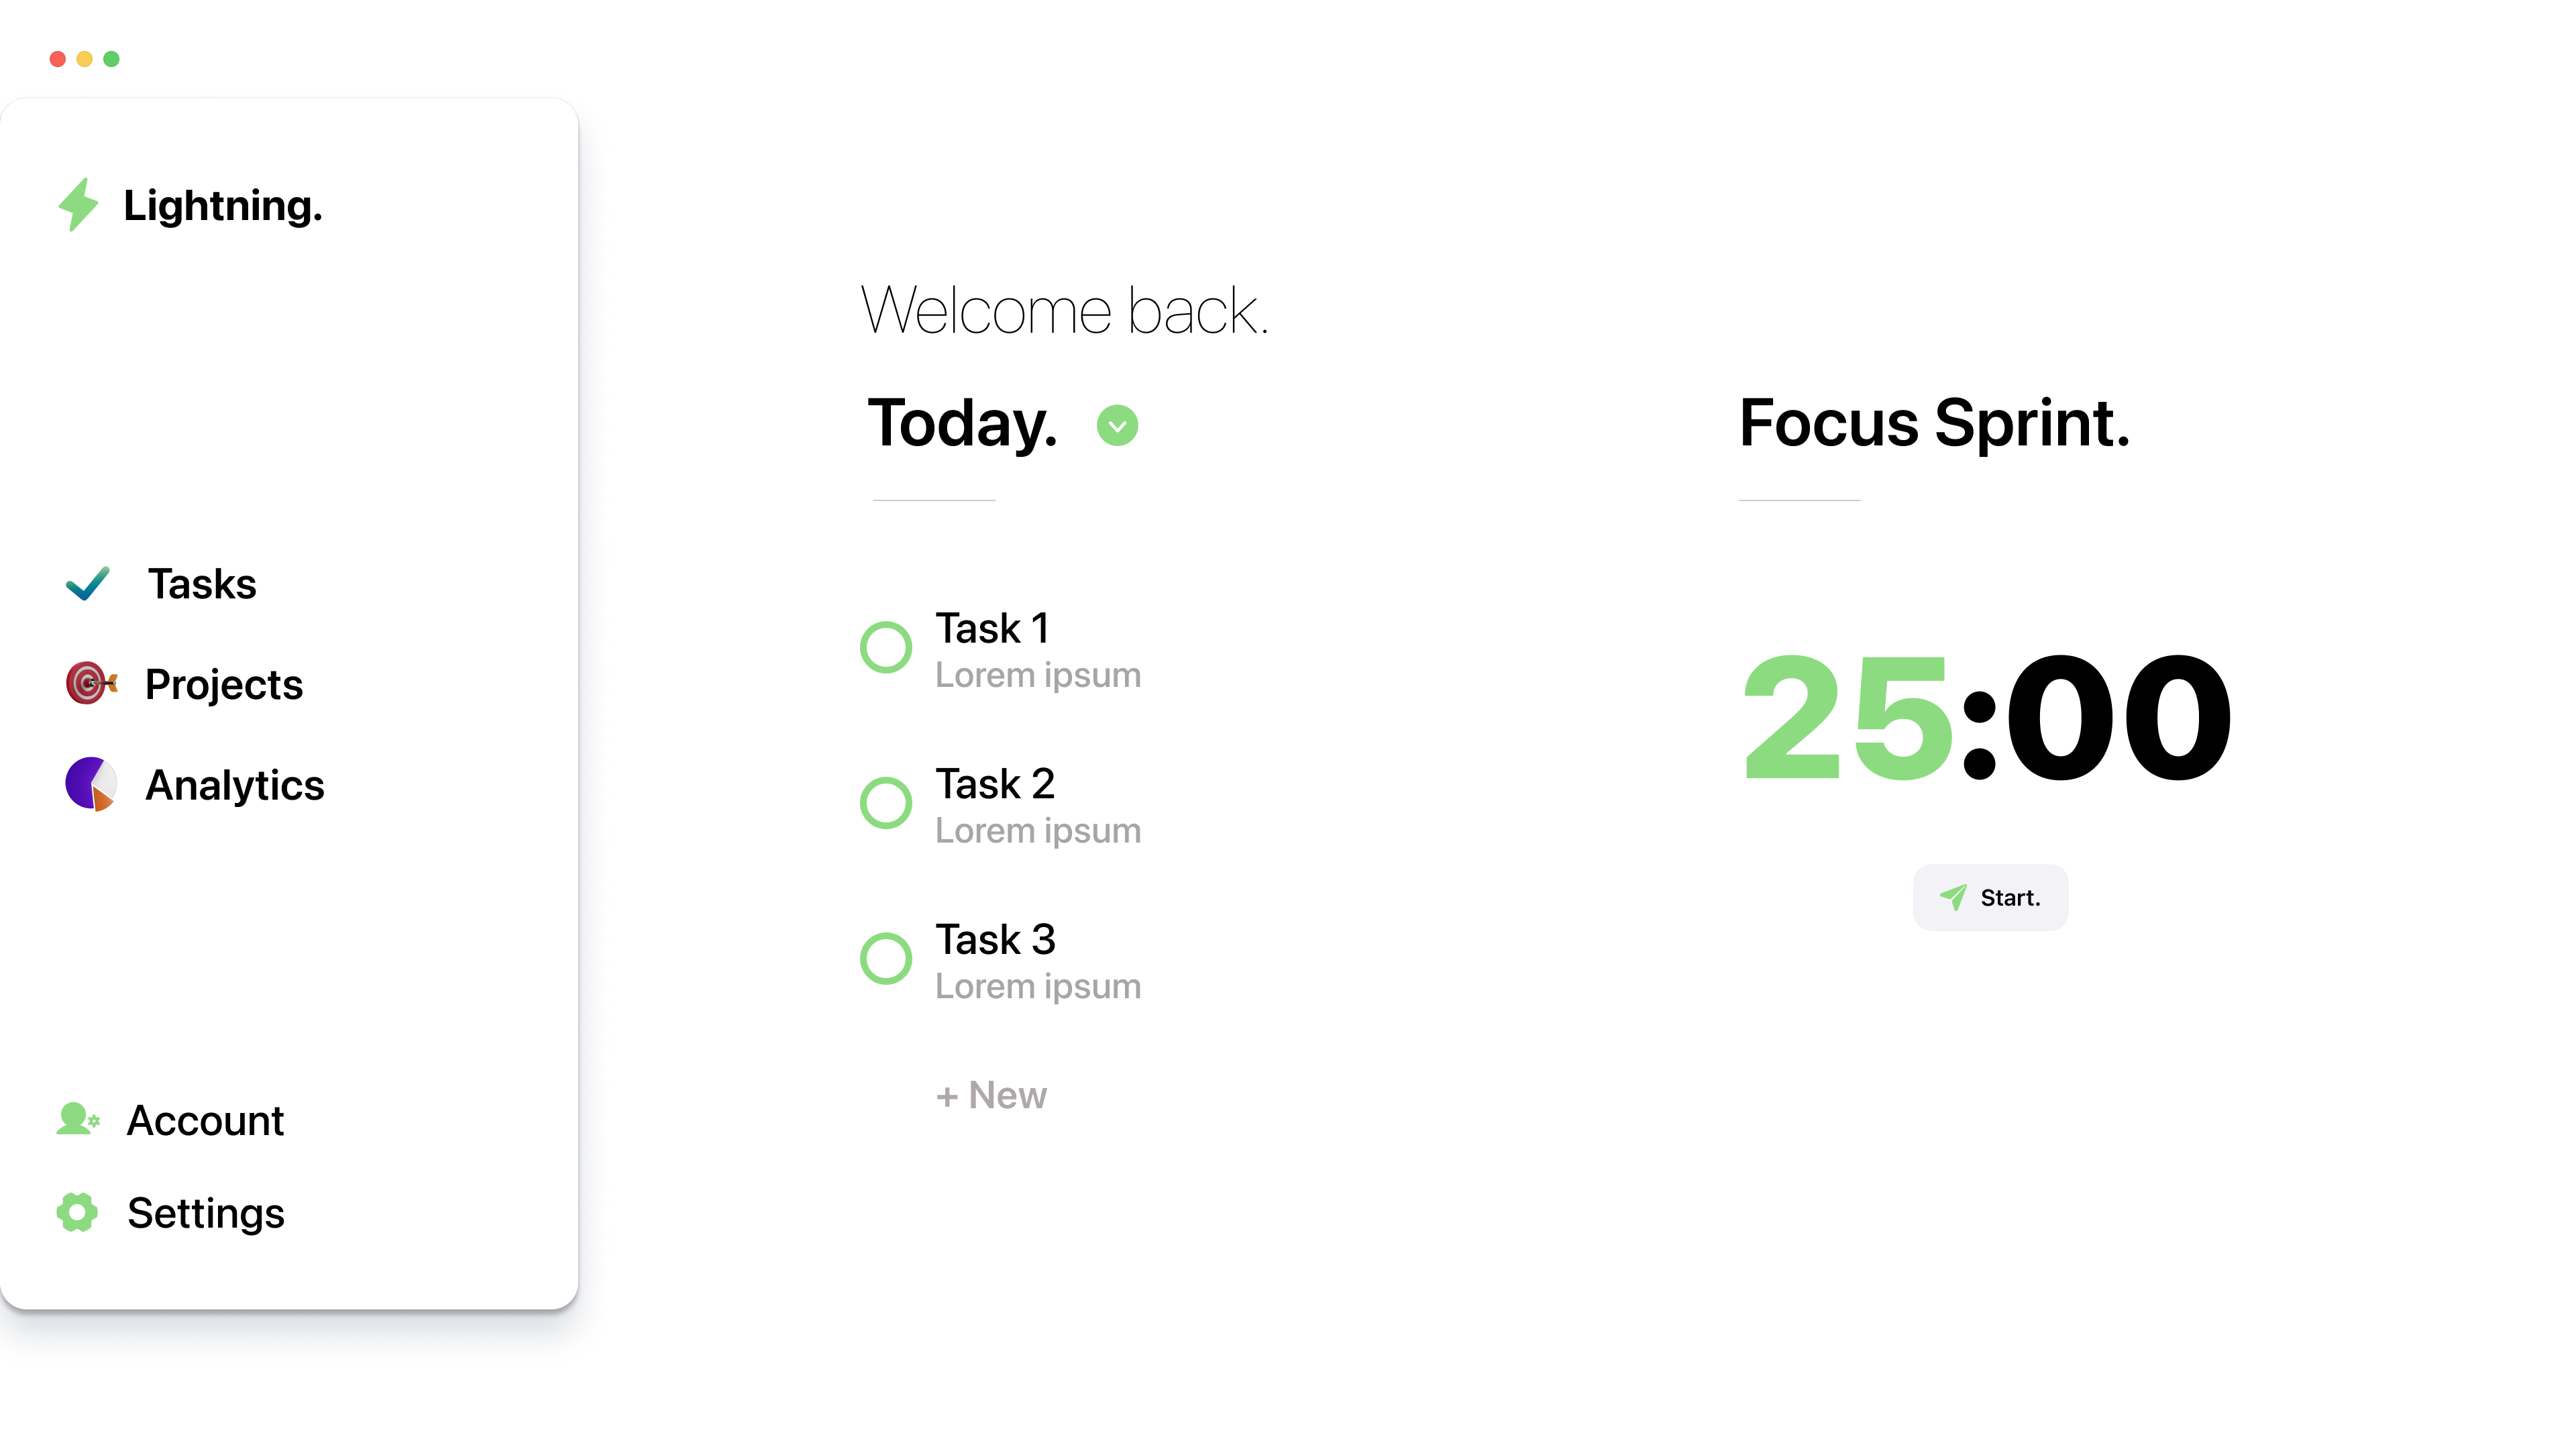 Lightning.
Tasks
Projects
Analytics
Account
Settings
Welcome back.
Today.
Task 1
Lorem ipsum
Task 2
Lorem ipsum
Task 3
Lorem ipsum
+ New
Focus Sprint.
25:00
Start.